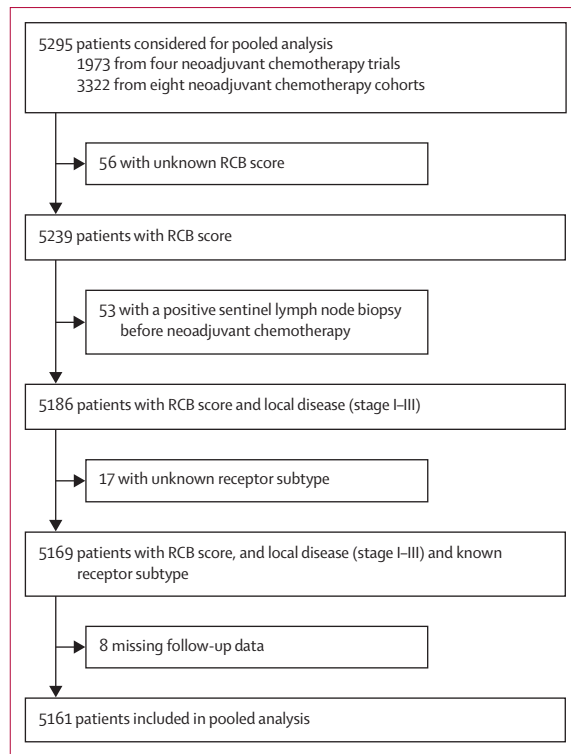 5295 patients considered for pooled analysis
1973 from four neoadjuvant chemotherapy trials
3322 from eight neoadjuvant chemotherapy cohorts
56 with unknown RCB score
5239 patients with RCB score
53 with a positive sentinel lymph node biopsy
before neoadjuvant chemotherapy
5186 patients with RCB score and local disease (stage I–III)
17 with unknown receptor subtype
5169 patients with RCB score, and local disease (stage I–III) and known
receptor subtype
8 missing follow-up data
5161 patients included in pooled analysis